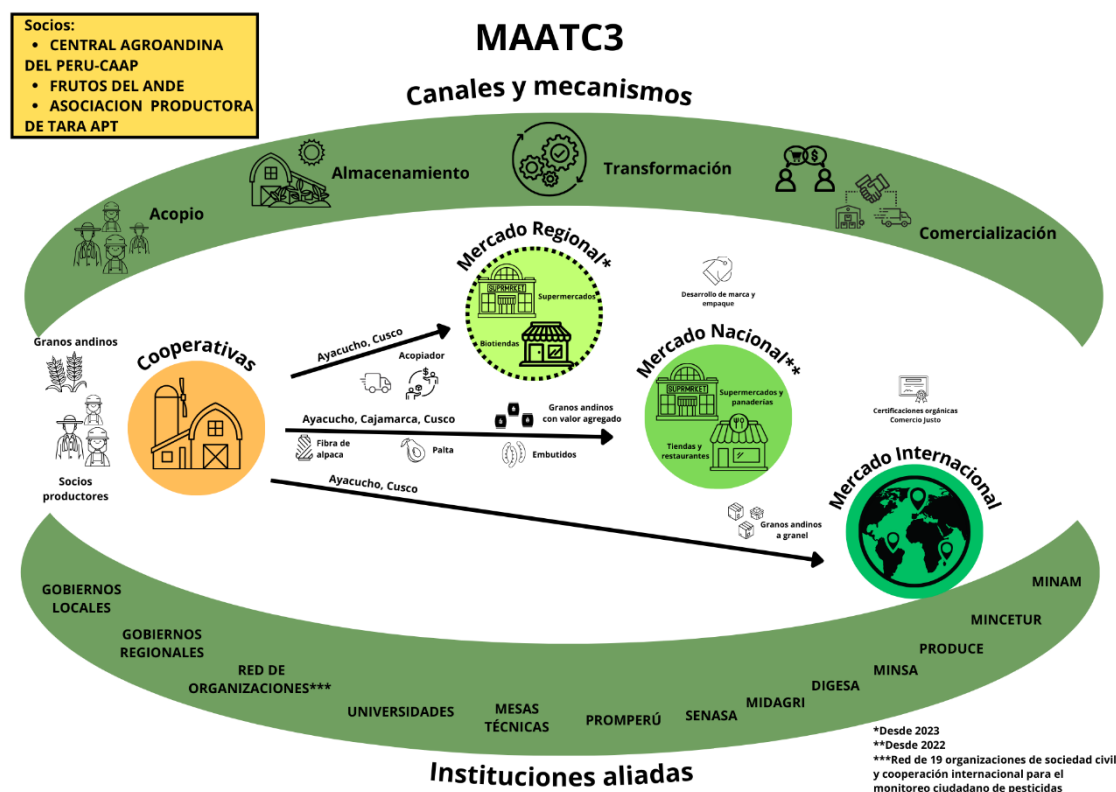 Socios:
• CENTRAL AGROANDINA
DEL PERU-CAAP
• FRUTOS DEL ANDE
• ASOCIACION PRODUCTORA
DE TARA APT
MAATC3
Canales y mecanismos
Acopio
Almacenamiento
Transformación
Comercialización
Granos andinos
Socios
productores
Cooperativas
Ayacucho, Cusco
Acopiador
Mercado Regional*
SUPRMRKET
Supermercados
Biotiendas
Desarrollo de marca y
empaque
Ayacucho, Cajamarca, Cusco
Granos andinos
con valor agregado
Fibra de
alpaca
Palta
Embutidos
Mercado Nacional**
SUPRMRKET
Supermercados y
panaderías
Tiendas y
restaurantes
Certificaciones orgánicas
Comercio Justo
Ayacucho, Cusco
Granos andinos
a granel
Mercado Internacional
GOBIERNOS
LOCALES
GOBIERNOS
REGIONALES
RED DE
ORGANIZACIONES***
UNIVERSIDADES
MESAS
TÉCNICAS
PROMPERÚ
SENASA
MIDAGRI
DIGESA
MINSA
PRODUCE
MINCETUR
MINAM
Instituciones aliadas
*Desde 2023
**Desde 2022
***Red de 19 organizaciones de sociedad civil
y cooperación internacional para el
monitoreo ciudadano de pesticidas